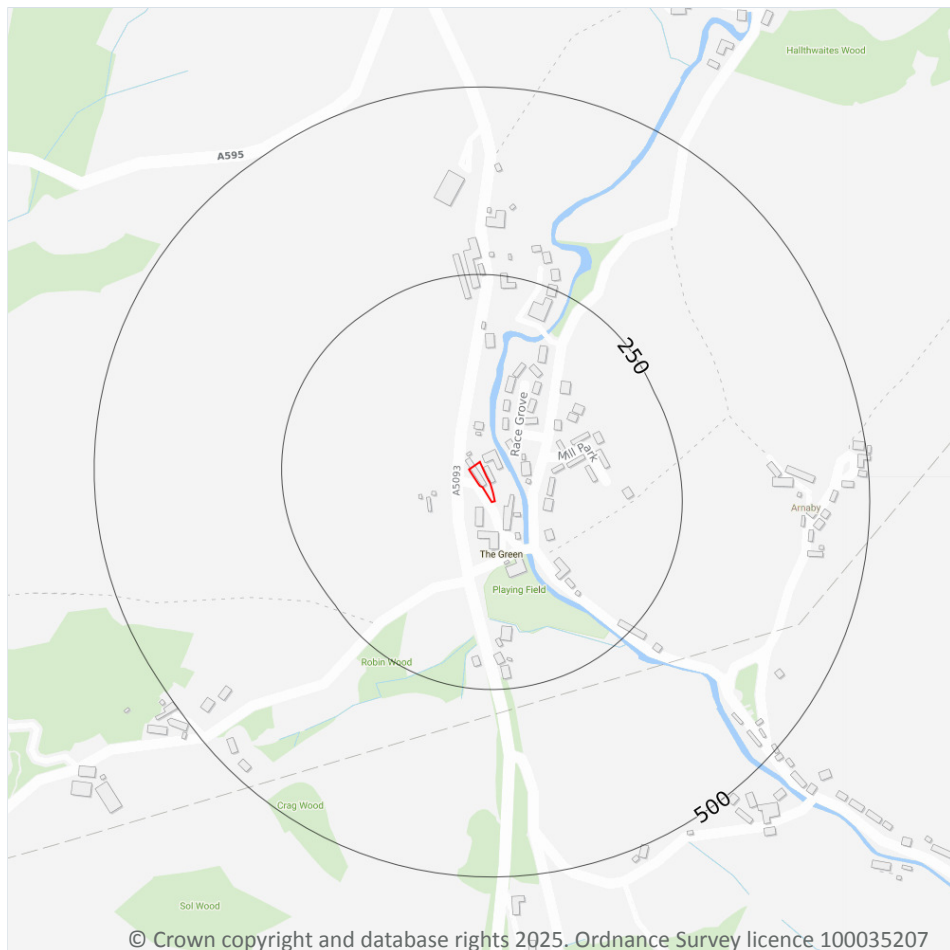 Hallthwaites Wood
A595
250
Race Grove
Mill Park
A5093
Arnaby
The Green
Playing Field
Robin Wood
Crag Wood
500
Sol Wood
© Crown copyright and database rights 2025. Ordnance Survey licence 100035207